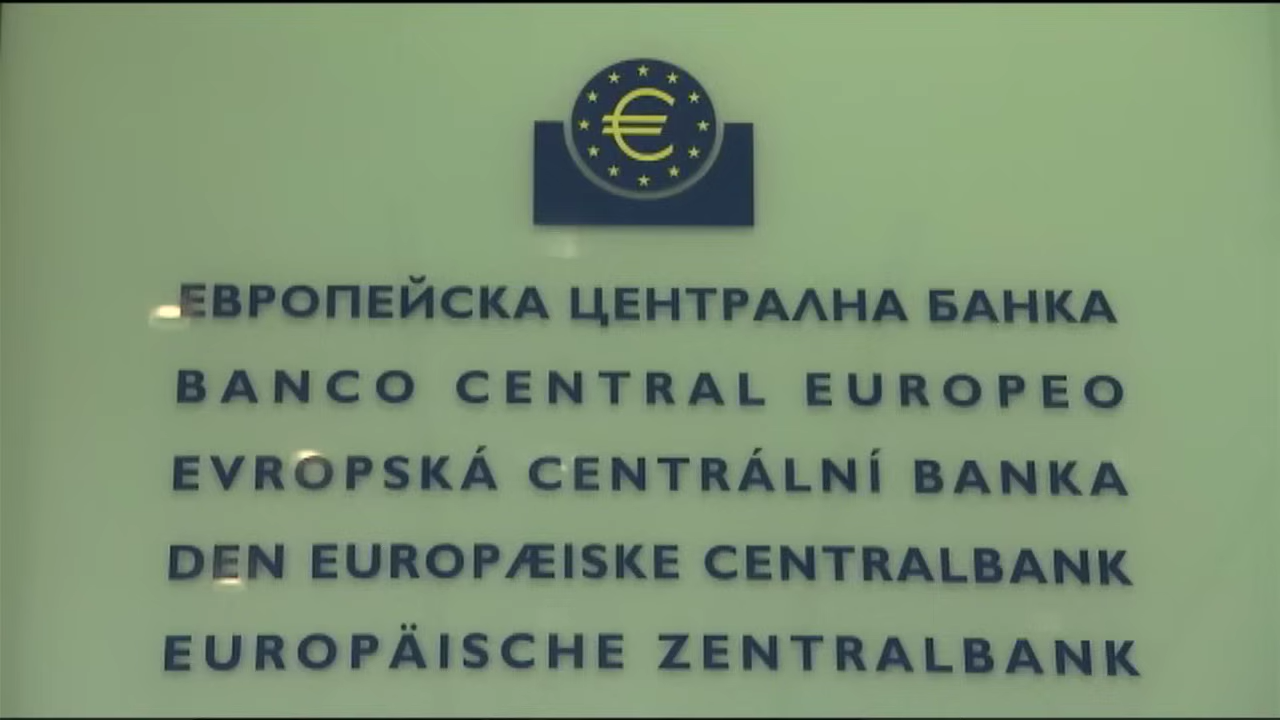 €
ЕВРОПЕЙСКА ЦЕНТРАЛНА БАНКА
BANCO CENTRAL EUROPEO
EVROPSKÁ CENTRÁLNÍ BANKA
DEN EUROPÆISKE CENTRALBANK
EUROPÄISCHE ZENTRALBANK